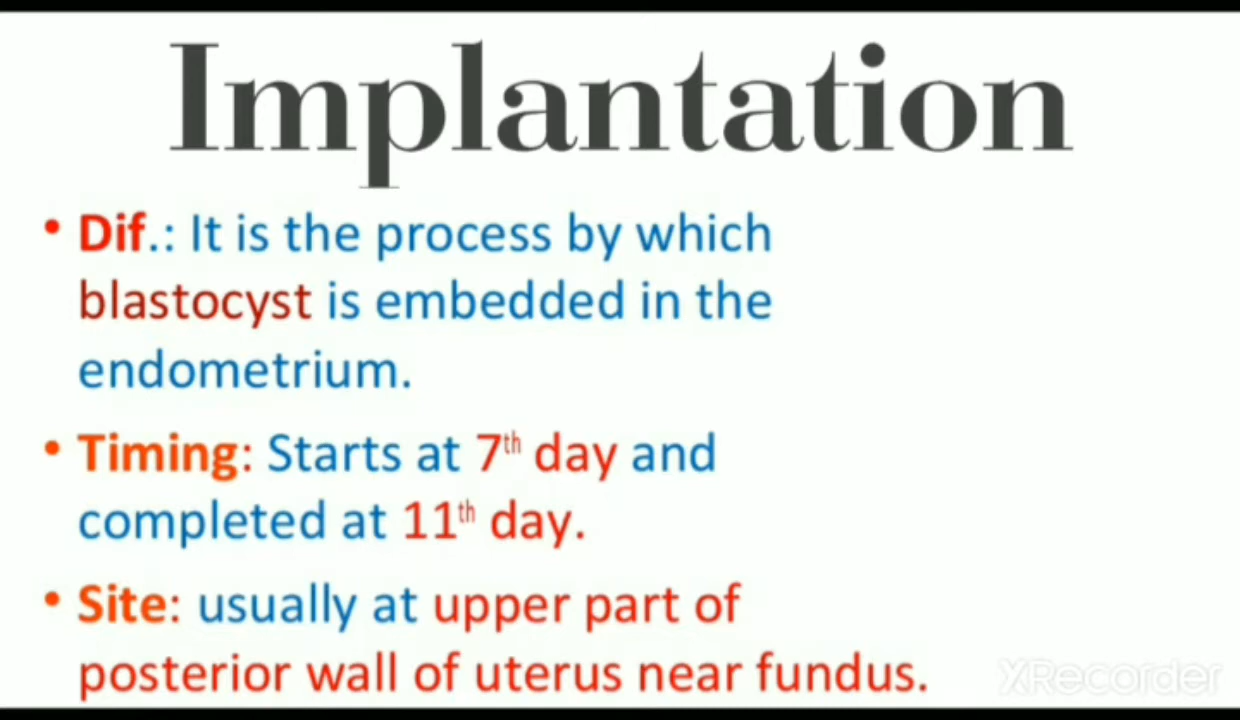 Implantation
• Dif.: It is the process by which
blastocyst is embedded in the
endometrium.
• Timing: Starts at 7th day and
completed at 11th day.
• Site: usually at upper part of
posterior wall of uterus near fundus.
XRecorder